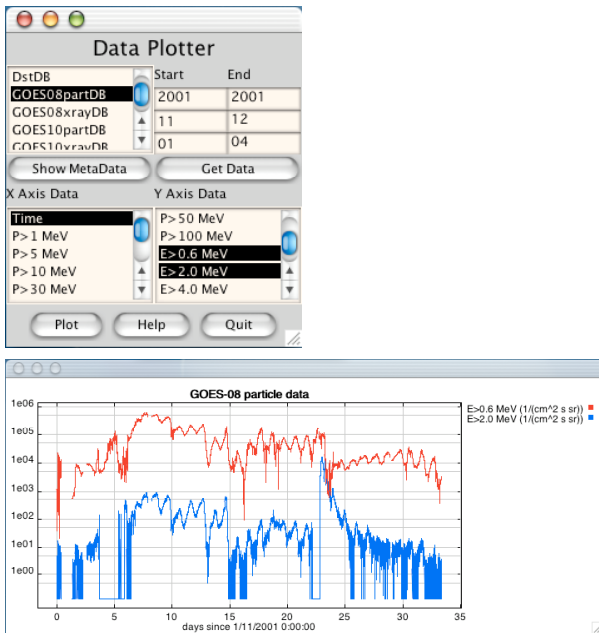 Data Plotter
DstDB
GOES08partDB
GOES08xrayDB
GOES10partDB
GOES10xrayDB
Start End
2001 2001
11 12
01 04
Show MetaData
Get Data
X Axis Data
Y Axis Data
Time
P>1 MeV
P>5 MeV
P>10 MeV
P>30 MeV
P>50 MeV
P>100 MeV
E>0.6 MeV
E>2.0 MeV
E>4.0 MeV
Plot
Help
Quit
GOES-08 particle data
1e06
1e05
1e04
1e03
1e02
1e01
1e00
0 5 10 15 20 25 30 35
days since 1/11/2001 0:00:00
E>0.6 MeV (1/(cm^2 s sr))
E>2.0 MeV (1/(cm^2 s sr))